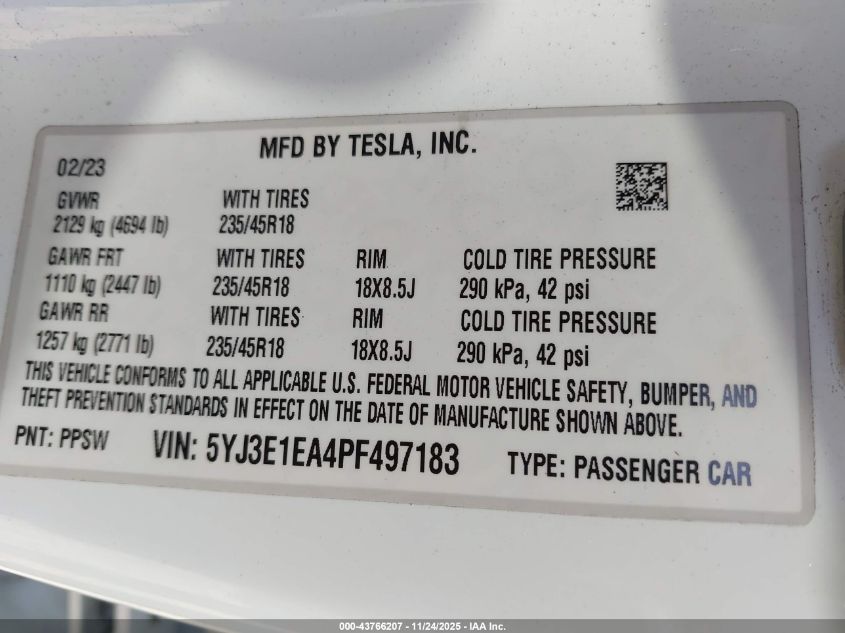 MFD BY TESLA, INC.
02/23
GVWR WITH TIRES
2129 kg (4694 lb) 235/45R18
GAWR FRT WITH TIRES RIM COLD TIRE PRESSURE
1110 kg (2447 lb) 235/45R18 18X8.5J 290 kPa, 42 psi
GAWR RR WITH TIRES RIM COLD TIRE PRESSURE
1257 kg (2771 lb) 235/45R18 18X8.5J 290 kPa, 42 psi
THIS VEHICLE CONFORMS TO ALL APPLICABLE U.S. FEDERAL MOTOR VEHICLE SAFETY, BUMPER, AND
THEFT PREVENTION STANDARDS IN EFFECT ON THE DATE OF MANUFACTURE SHOWN ABOVE.
PNT: PPSW VIN: 5YJ3E1EA4PF497183 TYPE: PASSENGER CAR
000-43766207 - 11/24/2025 - IAA Inc.